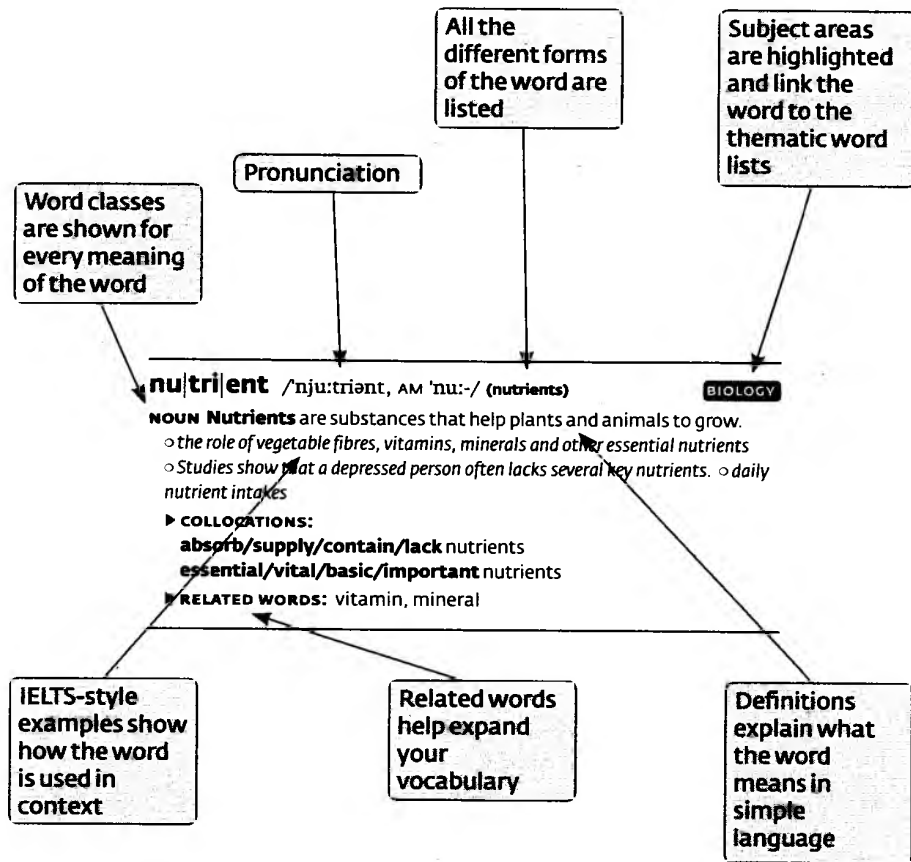 All the
different forms
of the word are
listed
Subject areas
are highlighted
and link the
word to the
thematic word
lists
Pronunciation
Word classes
are shown for
every meaning
of the word
nu|tri|ent /ˈnjuːtriənt, AM ˈnuː-/ (nutrients) BIOLOGY
NOUN Nutrients are substances that help plants and animals to grow.
○ the role of vegetable fibres, vitamins, minerals and other essential nutrients
○ Studies show that a depressed person often lacks several key nutrients. ○ daily
nutrient intakes
▶ COLLOCATIONS:
absorb/supply/contain/lack nutrients
essential/vital/basic/important nutrients
▶ RELATED WORDS: vitamin, mineral
IELTS-style
examples show
how the word
is used in
context
Related words
help expand
your
vocabulary
Definitions
explain what
the word
means in
simple
language